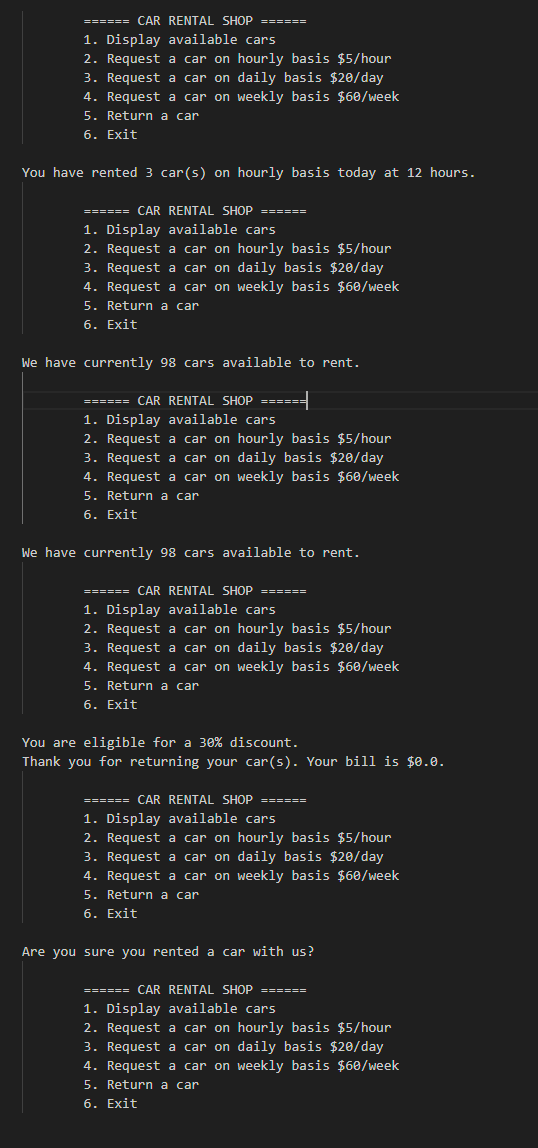 ====== CAR RENTAL SHOP ======
1. Display available cars
2. Request a car on hourly basis $5/hour
3. Request a car on daily basis $20/day
4. Request a car on weekly basis $60/week
5. Return a car
6. Exit
You have rented 3 car(s) on hourly basis today at 12 hours.
====== CAR RENTAL SHOP ======
1. Display available cars
2. Request a car on hourly basis $5/hour
3. Request a car on daily basis $20/day
4. Request a car on weekly basis $60/week
5. Return a car
6. Exit
We have currently 98 cars available to rent.
====== CAR RENTAL SHOP ======
1. Display available cars
2. Request a car on hourly basis $5/hour
3. Request a car on daily basis $20/day
4. Request a car on weekly basis $60/week
5. Return a car
6. Exit
We have currently 98 cars available to rent.
====== CAR RENTAL SHOP ======
1. Display available cars
2. Request a car on hourly basis $5/hour
3. Request a car on daily basis $20/day
4. Request a car on weekly basis $60/week
5. Return a car
6. Exit
You are eligible for a 30% discount.
Thank you for returning your car(s). Your bill is $0.0.
====== CAR RENTAL SHOP ======
1. Display available cars
2. Request a car on hourly basis $5/hour
3. Request a car on daily basis $20/day
4. Request a car on weekly basis $60/week
5. Return a car
6. Exit
Are you sure you rented a car with us?
====== CAR RENTAL SHOP ======
1. Display available cars
2. Request a car on hourly basis $5/hour
3. Request a car on daily basis $20/day
4. Request a car on weekly basis $60/week
5. Return a car
6. Exit